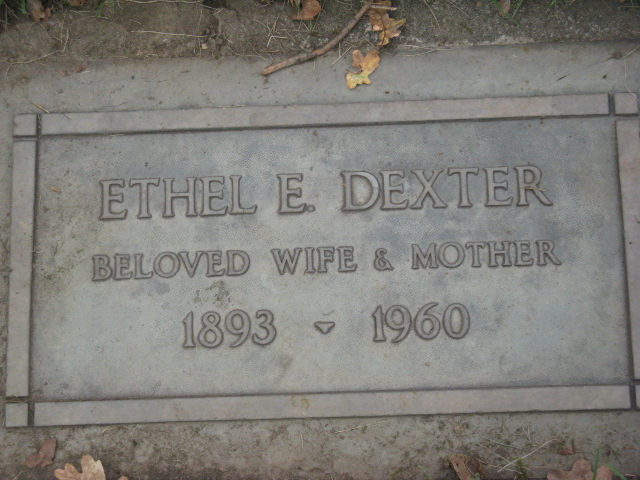 ETHEL E. DEXTER
BELOVED WIFE & MOTHER
1893 - 1960